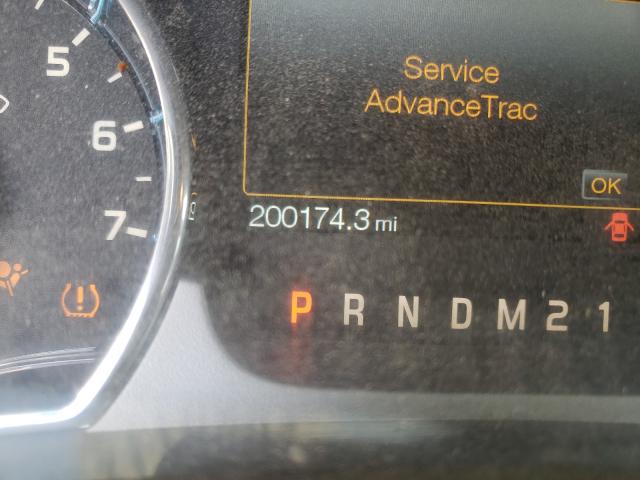 5
6
7
Service
AdvanceTrac
OK
200174.3 mi
P R N D M 2 1